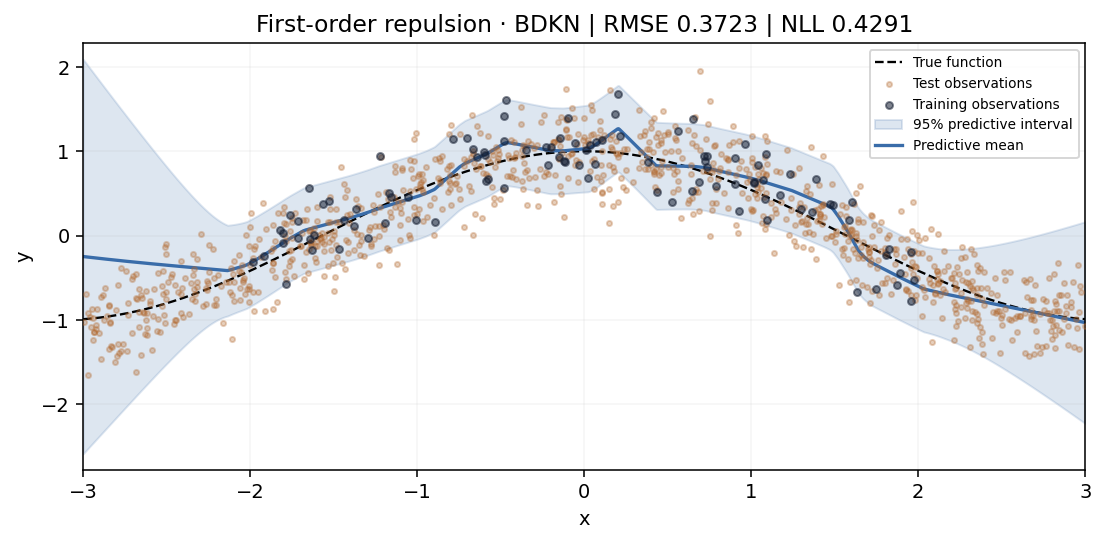 First-order repulsion · BDKN | RMSE 0.3723 | NLL 0.4291
True function
Test observations
Training observations
95% predictive interval
Predictive mean
y
2
1
0
−1
−2
−3
−2
−1
0
1
2
3
x